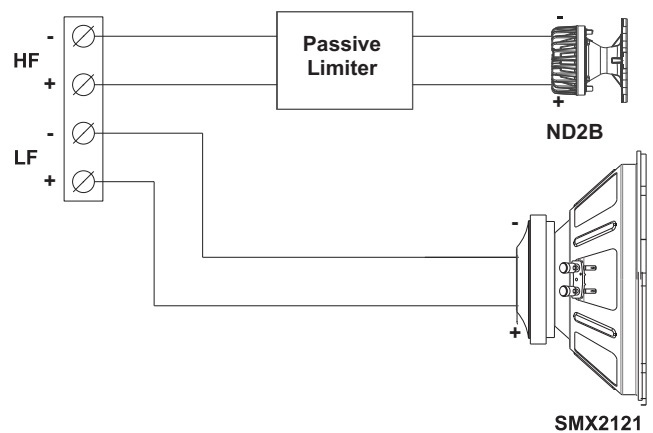 -
HF
+
-
LF
+
Passive
Limiter
-
+
ND2B
-
+
SMX2121